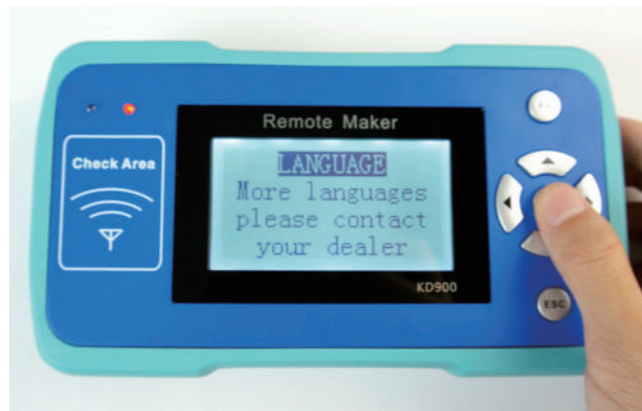 Remote Maker
Check Area
LANGUAGE
More languages
please contact
your dealer
KD900
ESC